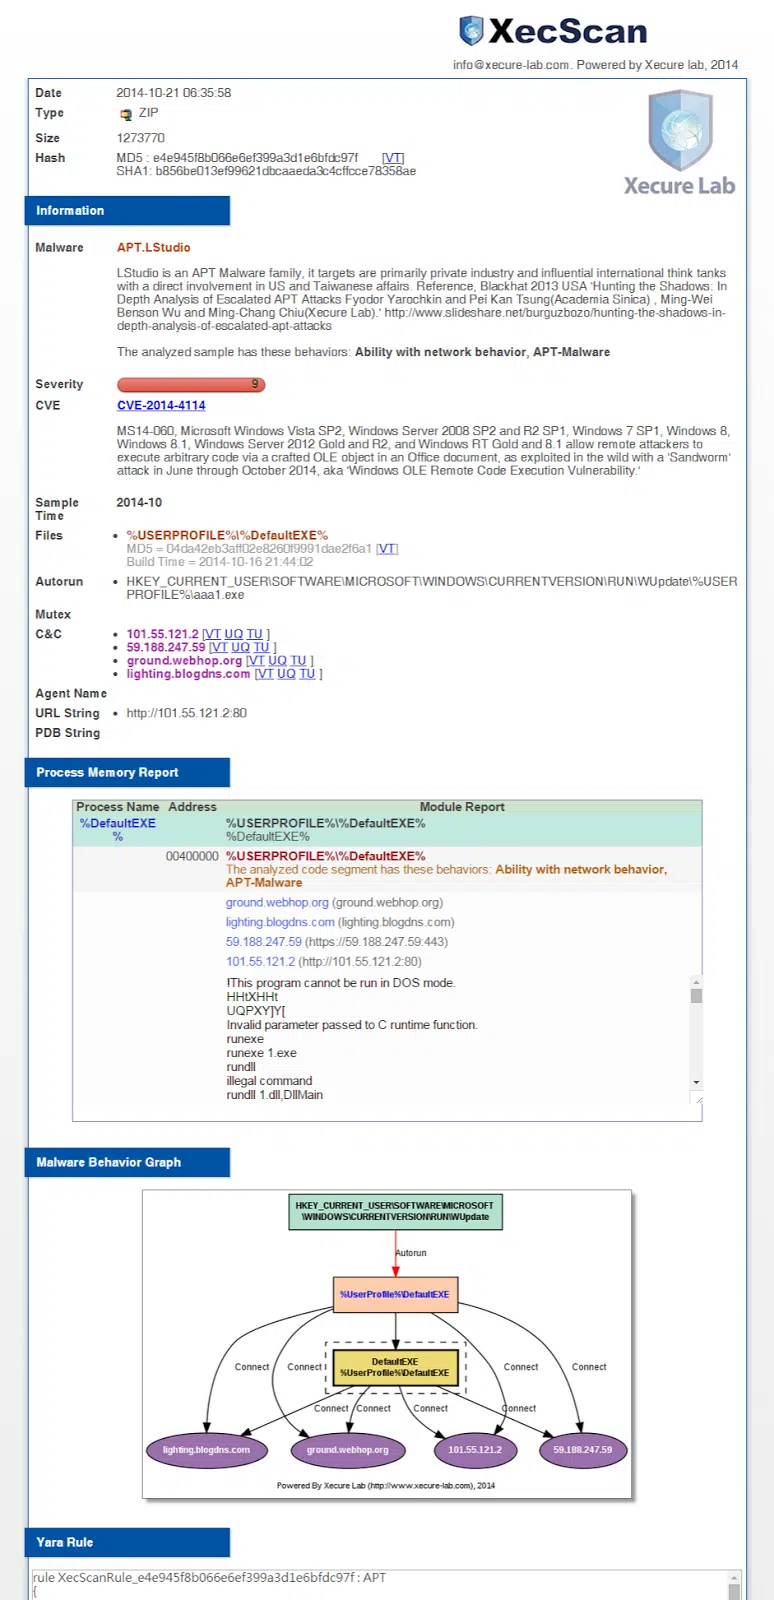 XecScan
info@xecure-lab.com. Powered by Xecure lab, 2014
Date 2014-10-21 06:35:58
Type ZIP
Size 1273770
Hash MD5 : e4e945f8b066e6ef399a3d1e6bfdc97f [VT]
SHA1: b856be013ef99621dbcaaeda3c4cffcce78358ae
Xecure Lab
Information
Malware APT.LStudio
LStudio is an APT Malware family, it targets are primarily private industry and influential international think tanks
with a direct involvement in US and Taiwanese affairs. Reference, Blackhat 2013 USA 'Hunting the Shadows: In
Depth Analysis of Escalated APT Attacks Fyodor Yarochkin and Pei Kan Tsung(Academia Sinica) , Ming-Wei
Benson Wu and Ming-Chang Chiu(Xecure Lab).' http://www.slideshare.net/burguzbozo/hunting-the-shadows-in-
depth-analysis-of-escalated-apt-attacks
The analyzed sample has these behaviors: Ability with network behavior, APT-Malware
Severity 9
CVE CVE-2014-4114
MS14-060, Microsoft Windows Vista SP2, Windows Server 2008 SP2 and R2 SP1, Windows 7 SP1, Windows 8,
Windows 8.1, Windows Server 2012 Gold and R2, and Windows RT Gold and 8.1 allow remote attackers to
execute arbitrary code via a crafted OLE object in an Office document, as exploited in the wild with a 'Sandworm'
attack in June through October 2014, aka 'Windows OLE Remote Code Execution Vulnerability.'
Sample Time 2014-10
Files • %USERPROFILE%\%DefaultEXE%
MD5 = 04da42eb3aff02e8260f9991dae2f6a1 [VT]
Build Time = 2014-10-16 21:44:02
Autorun • HKEY_CURRENT_USER\SOFTWARE\MICROSOFT\WINDOWS\CURRENTVERSION\RUN\WUpdate\%USER
PROFILE%\aaa1.exe
Mutex
C&C • 101.55.121.2 [VT UQ TU ]
• 59.188.247.59 [VT UQ TU ]
• ground.webhop.org [VT UQ TU ]
• lighting.blogdns.com [VT UQ TU ]
Agent Name
URL String • http://101.55.121.2:80
PDB String
Process Memory Report
Process Name Address Module Report
%DefaultEXE
%
%USERPROFILE%\%DefaultEXE%
%DefaultEXE%
00400000 %USERPROFILE%\%DefaultEXE%
The analyzed code segment has these behaviors: Ability with network behavior,
APT-Malware
ground.webhop.org (ground.webhop.org)
lighting.blogdns.com (lighting.blogdns.com)
59.188.247.59 (https://59.188.247.59:443)
101.55.121.2 (http://101.55.121.2:80)
!This program cannot be run in DOS mode.
HHtXHHt
UQPXY]Y[
Invalid parameter passed to C runtime function.
runexe
runexe 1.exe
rundll
illegal command
rundll 1.dll,DllMain
Malware Behavior Graph
HKEY_CURRENT_USER\SOFTWARE\MICROSOFT
\WINDOWS\CURRENTVERSION\RUN\WUpdate
Autorun
%UserProfile%\DefaultEXE
DefaultEXE
%UserProfile%\DefaultEXE
Connect Connect Connect Connect
Connect Connect Connect Connect
lighting.blogdns.com ground.webhop.org 101.55.121.2 59.188.247.59
Powered By Xecure Lab (http://www.xecure-lab.com), 2014
Yara Rule
rule XecScanRule_e4e945f8b066e6ef399a3d1e6bfdc97f : APT
{